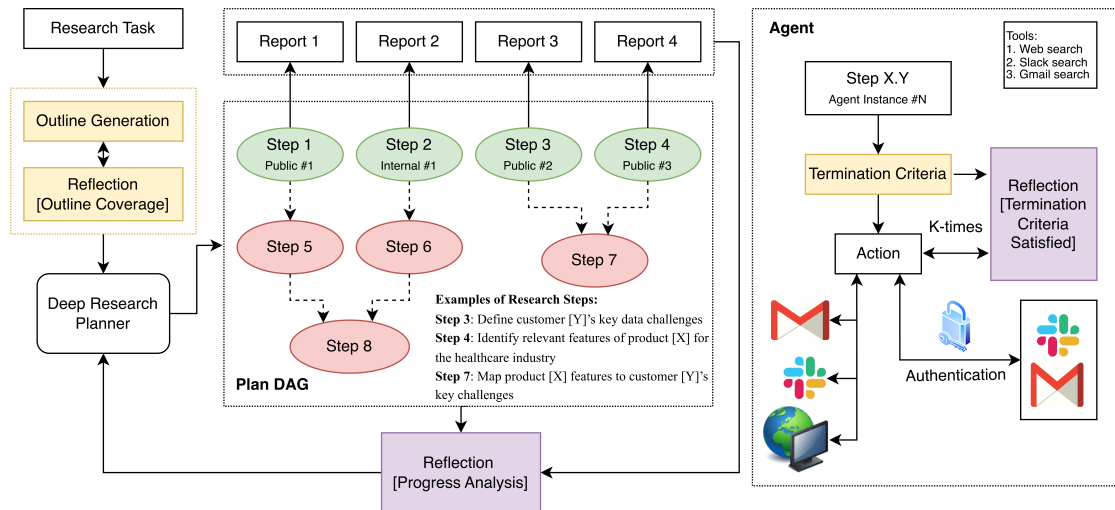 Research Task
Outline Generation
Reflection
[Outline Coverage]
Deep Research
Planner
Report 1
Report 2
Report 3
Report 4
Step 1
Public #1
Step 2
Internal #1
Step 3
Public #2
Step 4
Public #3
Step 5
Step 6
Step 7
Step 8
Examples of Research Steps:
Step 3: Define customer [Y]'s key data challenges
Step 4: Identify relevant features of product [X] for
the healthcare industry
Step 7: Map product [X] features to customer [Y]'s
key challenges
Plan DAG
Reflection
[Progress Analysis]
Agent
Tools:
1. Web search
2. Slack search
3. Gmail search
Step X.Y
Agent Instance #N
Termination Criteria
Reflection
[Termination
Criteria
Satisfied]
K-times
Action
Authentication